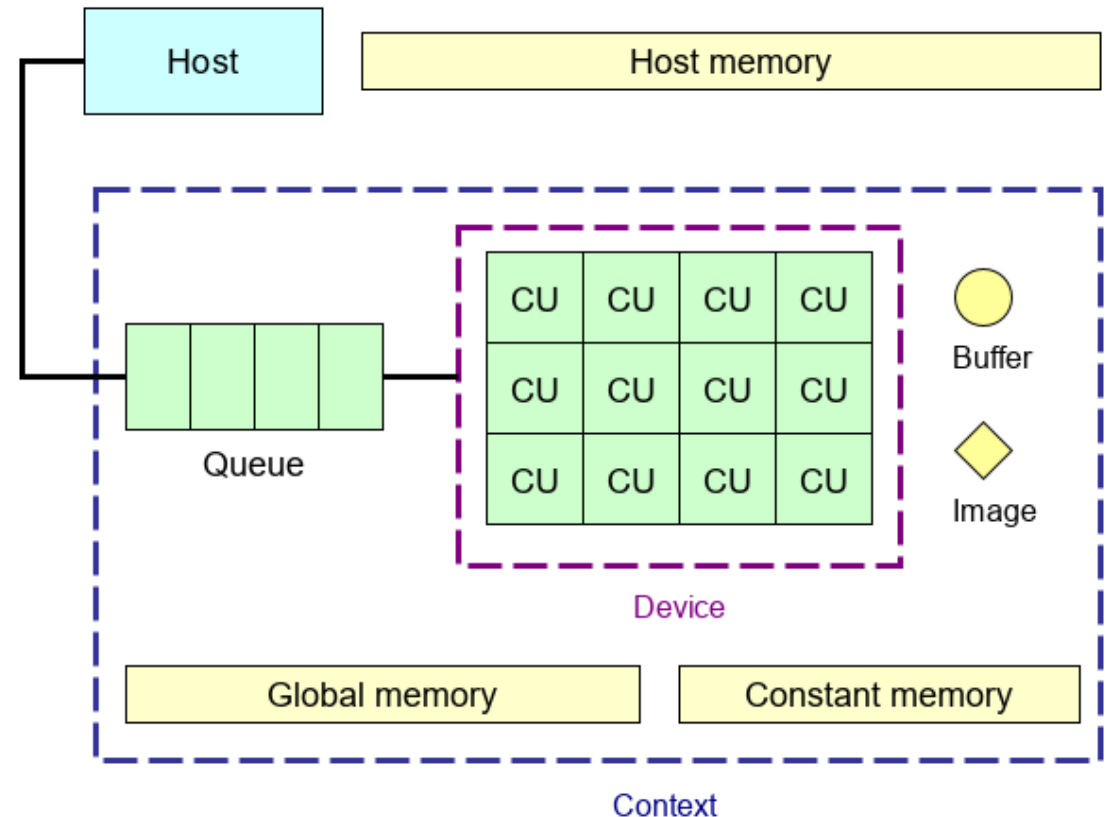 Host
Host memory
CU CU CU CU
Buffer
CU CU CU CU
Queue
CU CU CU CU
Image
Device
Global memory
Constant memory
Context